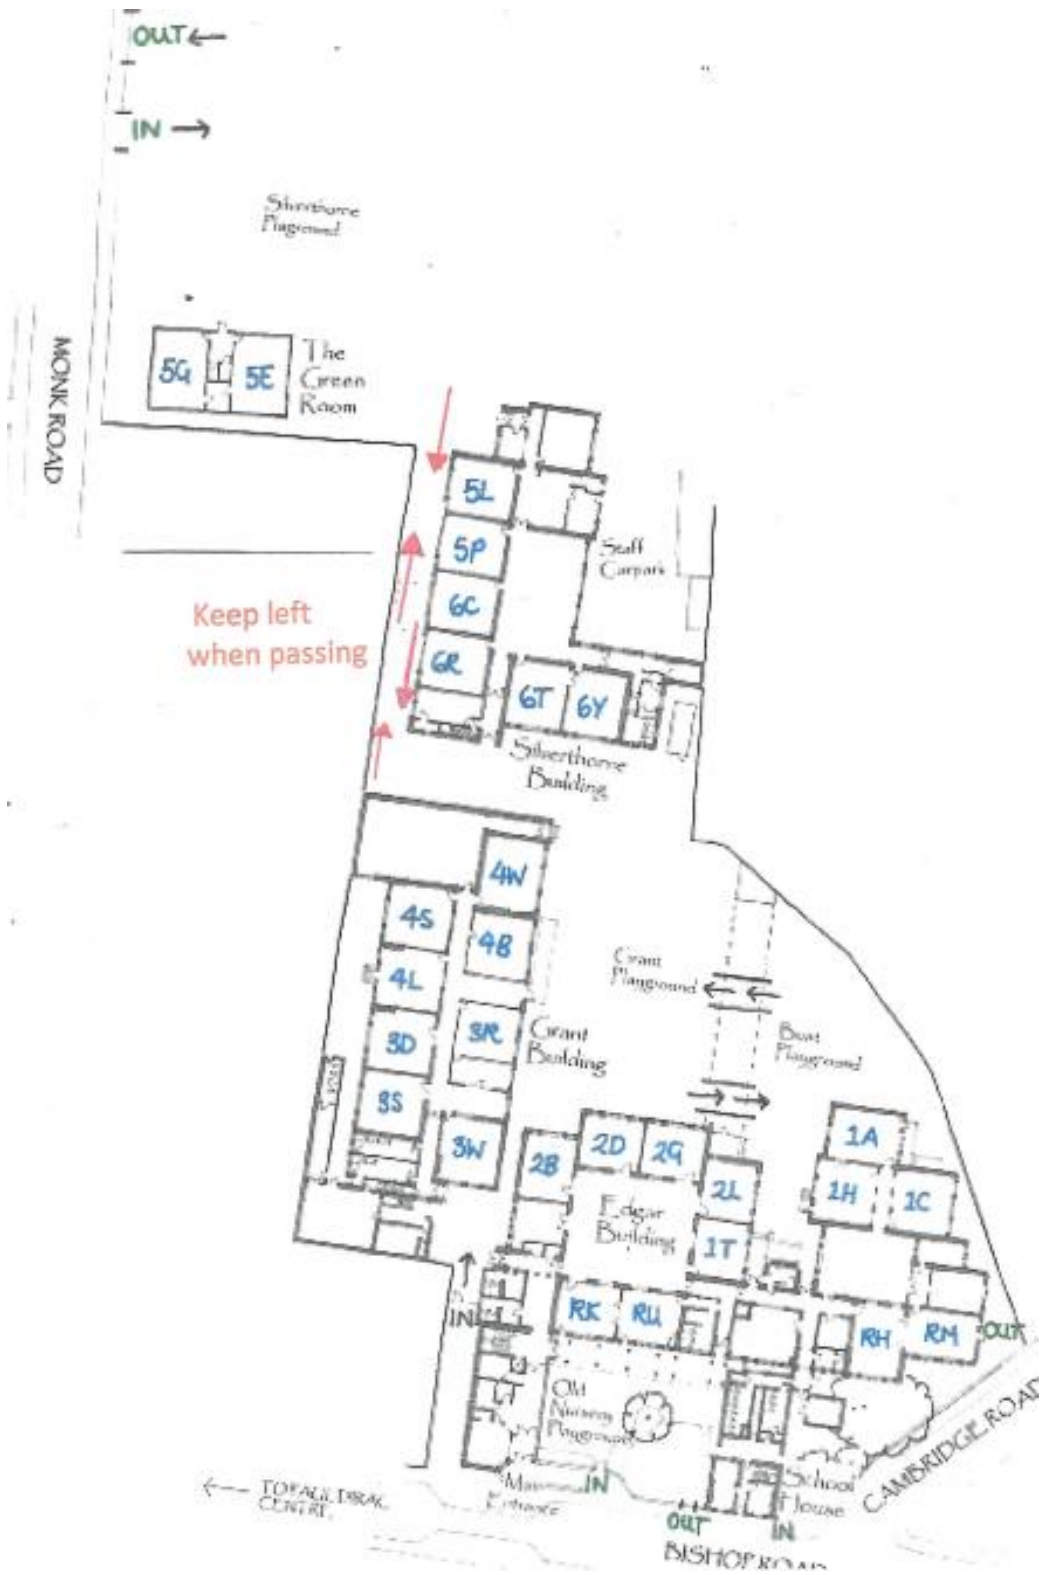 OUT
IN
Silverthorne
Playground
MONK ROAD
5G
5E
The
Green
Room
5L
5P
6C
6R
6T
6Y
Staff
Carpark
Keep left
when passing
Silverthorne
Building
4W
4S
4B
4L
3D
3R
3S
3W
Grant
Playground
Grant
Building
Boat
Playground
2B
2D
2G
2L
1T
1A
1H
1C
Edgar
Building
IN
RK
RU
RH
RM
OUT
Old
Nursery
Playground
CAMBRIDGE ROAD
School
House
Main
Entrance
IN
OUT
IN
BISHOP ROAD
CENTRE